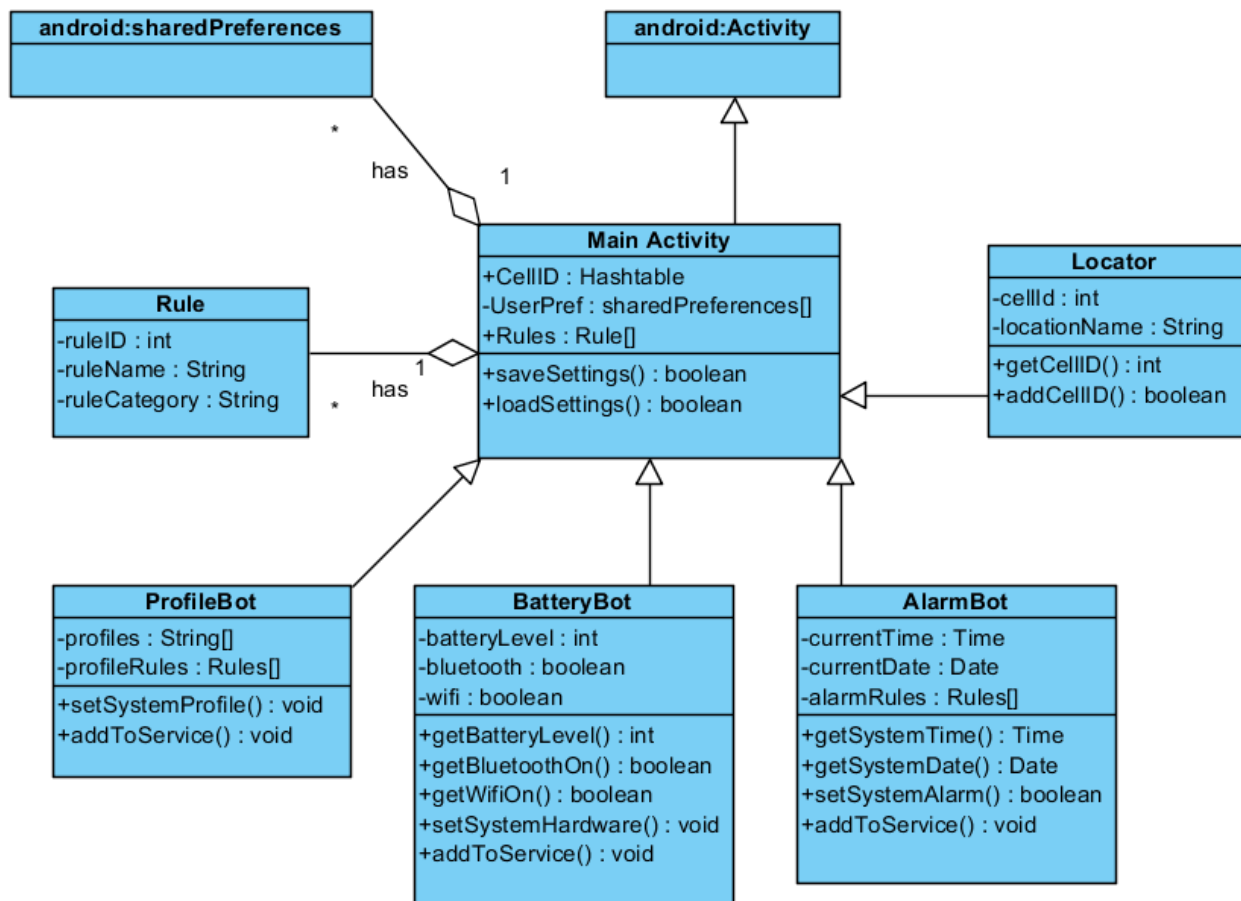 android:sharedPreferences
android:Activity
*
has
1
Main Activity
+CellID : Hashtable
-UserPref : sharedPreferences[]
+Rules : Rule[]
+saveSettings() : boolean
+loadSettings() : boolean
Rule
-ruleID : int
-ruleName : String
-ruleCategory : String
1
has
*
Locator
-cellId : int
-locationName : String
+getCellID() : int
+addCellID() : boolean
ProfileBot
-profiles : String[]
-profileRules : Rules[]
+setSystemProfile() : void
+addToService() : void
BatteryBot
-batteryLevel : int
-bluetooth : boolean
-wifi : boolean
+getBatteryLevel() : int
+getBluetoothOn() : boolean
+getWifiOn() : boolean
+setSystemHardware() : void
+addToService() : void
AlarmBot
-currentTime : Time
-currentDate : Date
-alarmRules : Rules[]
+getSystemTime() : Time
+getSystemDate() : Date
+setSystemAlarm() : boolean
+addToService() : void